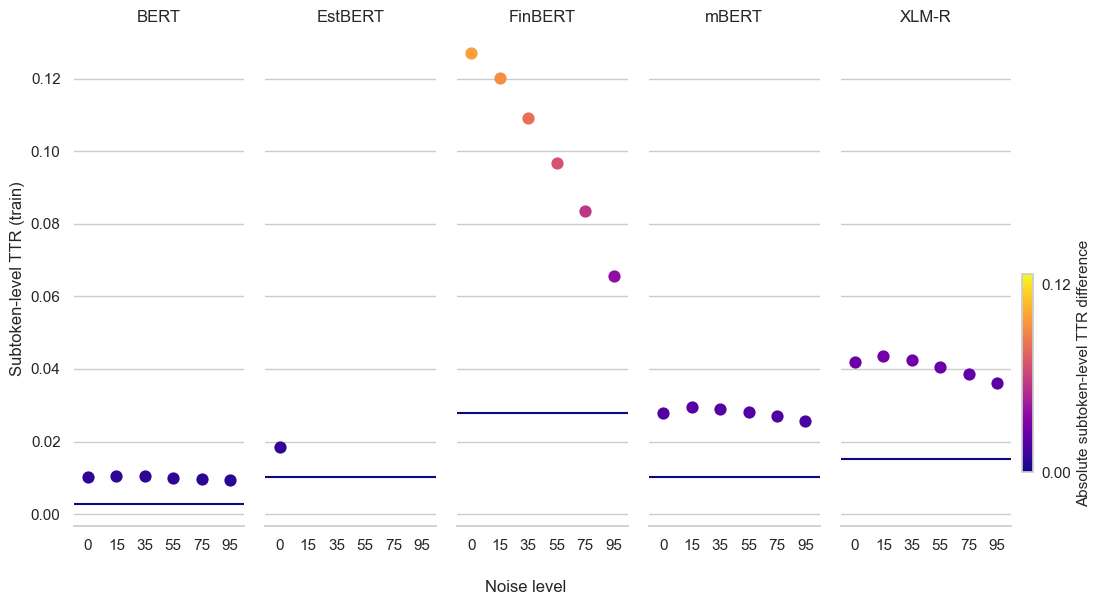 BERT EstBERT FinBERT mBERT XLM-R
Subtoken-level TTR (train)
0.12
0.10
0.08
0.06
0.04
0.02
0.00
0 15 35 55 75 95 0 15 35 55 75 95 0 15 35 55 75 95 0 15 35 55 75 95 0 15 35 55 75 95
Noise level
0.12
0.00
Absolute subtoken-level TTR difference